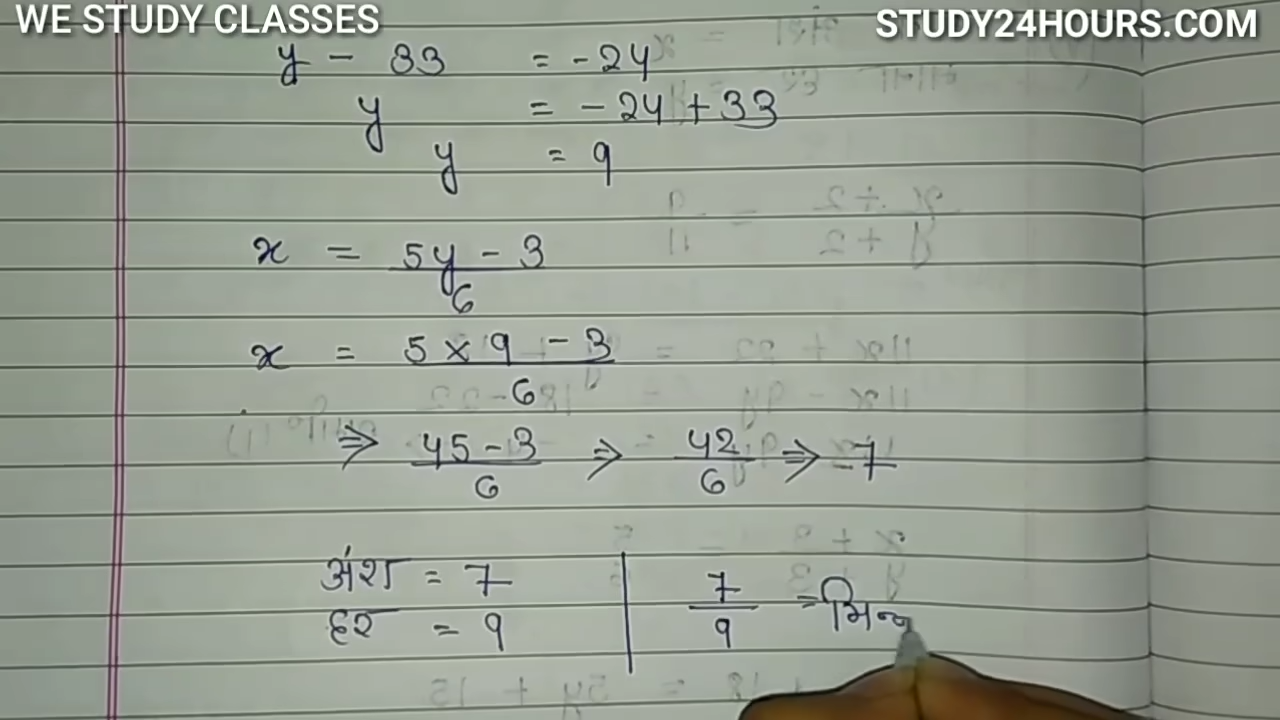 WE STUDY CLASSES
STUDY24HOURS.COM
y - 33 = -24
y = -24 + 33
y = 9
x = 5y - 3
6
x = 5 × 9 - 3
6
⇒ 45 - 3 ⇒ 42 ⇒ 7
6 6
अंश = 7
हर = 9
7
9
= भिन्न